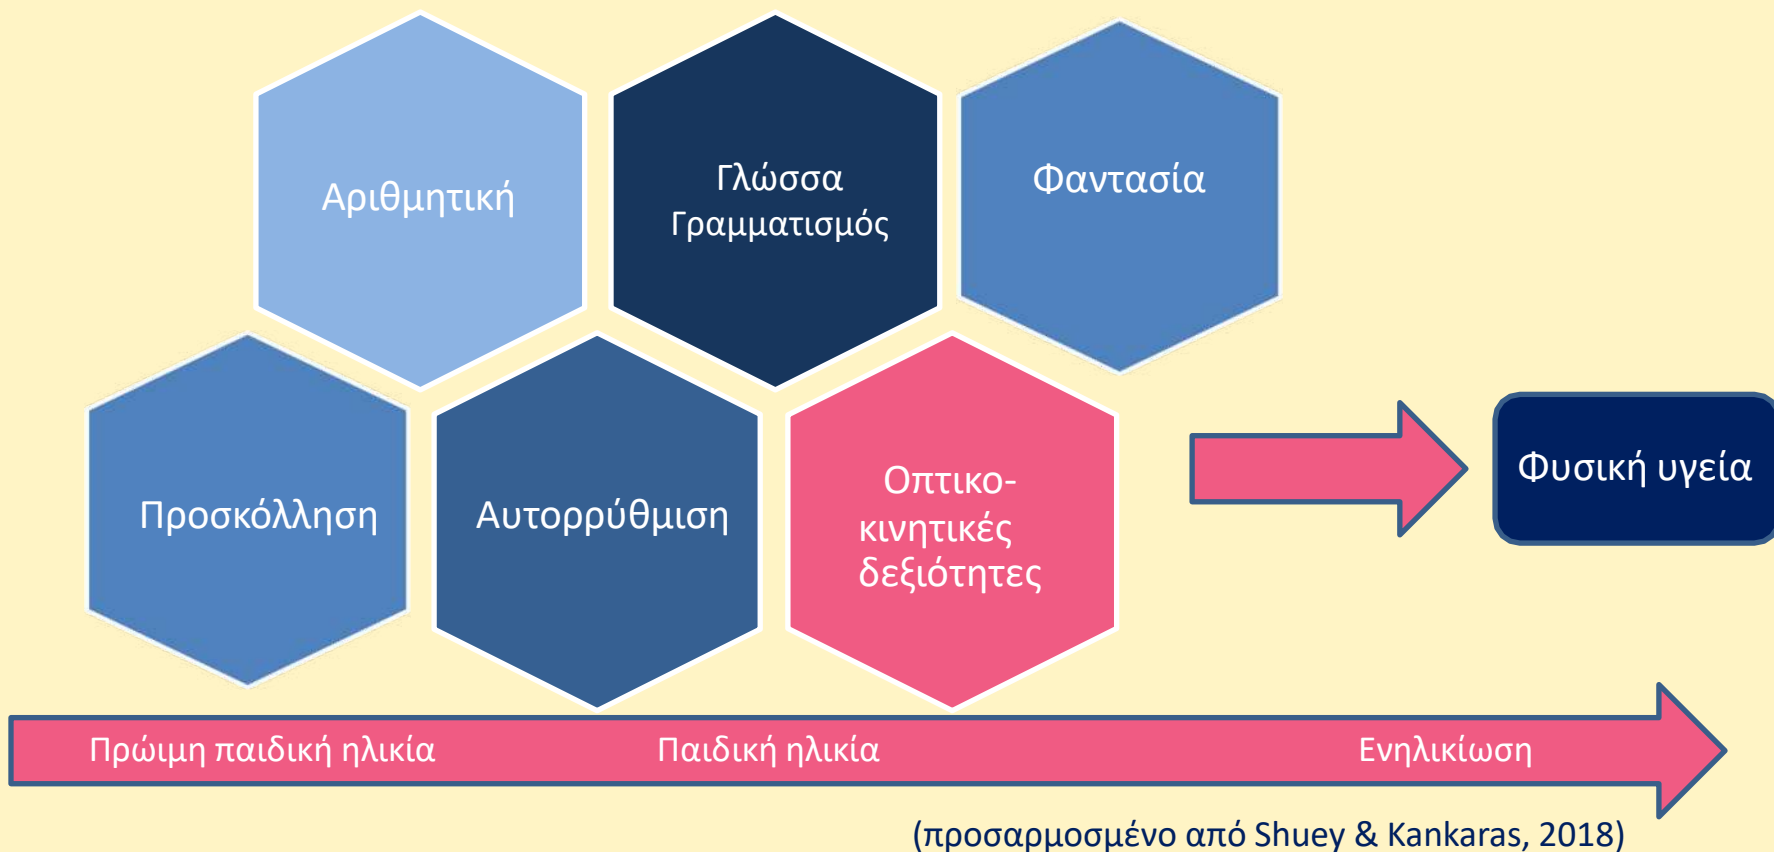 Αριθμητική
Γλώσσα
Γραμματισμός
Φαντασία
Προσκόλληση
Αυτορρύθμιση
Οπτικο-
κινητικές
δεξιότητες
Φυσική υγεία
Πρώιμη παιδική ηλικία
Παιδική ηλικία
Ενηλικίωση
(προσαρμοσμένο από Shuey & Kankaras, 2018)